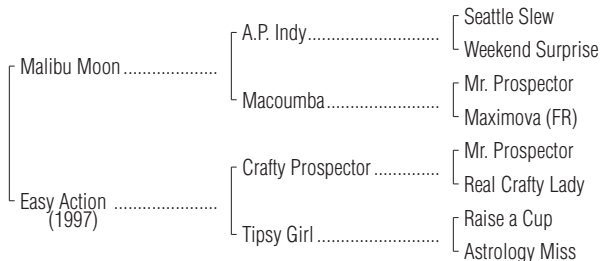 Seattle Slew
A.P. Indy
Weekend Surprise
Malibu Moon
Mr. Prospector
Macoumba
Maximova (FR)
Mr. Prospector
Crafty Prospector
Real Crafty Lady
Easy Action
(1997)
Raise a Cup
Tipsy Girl
Astrology Miss